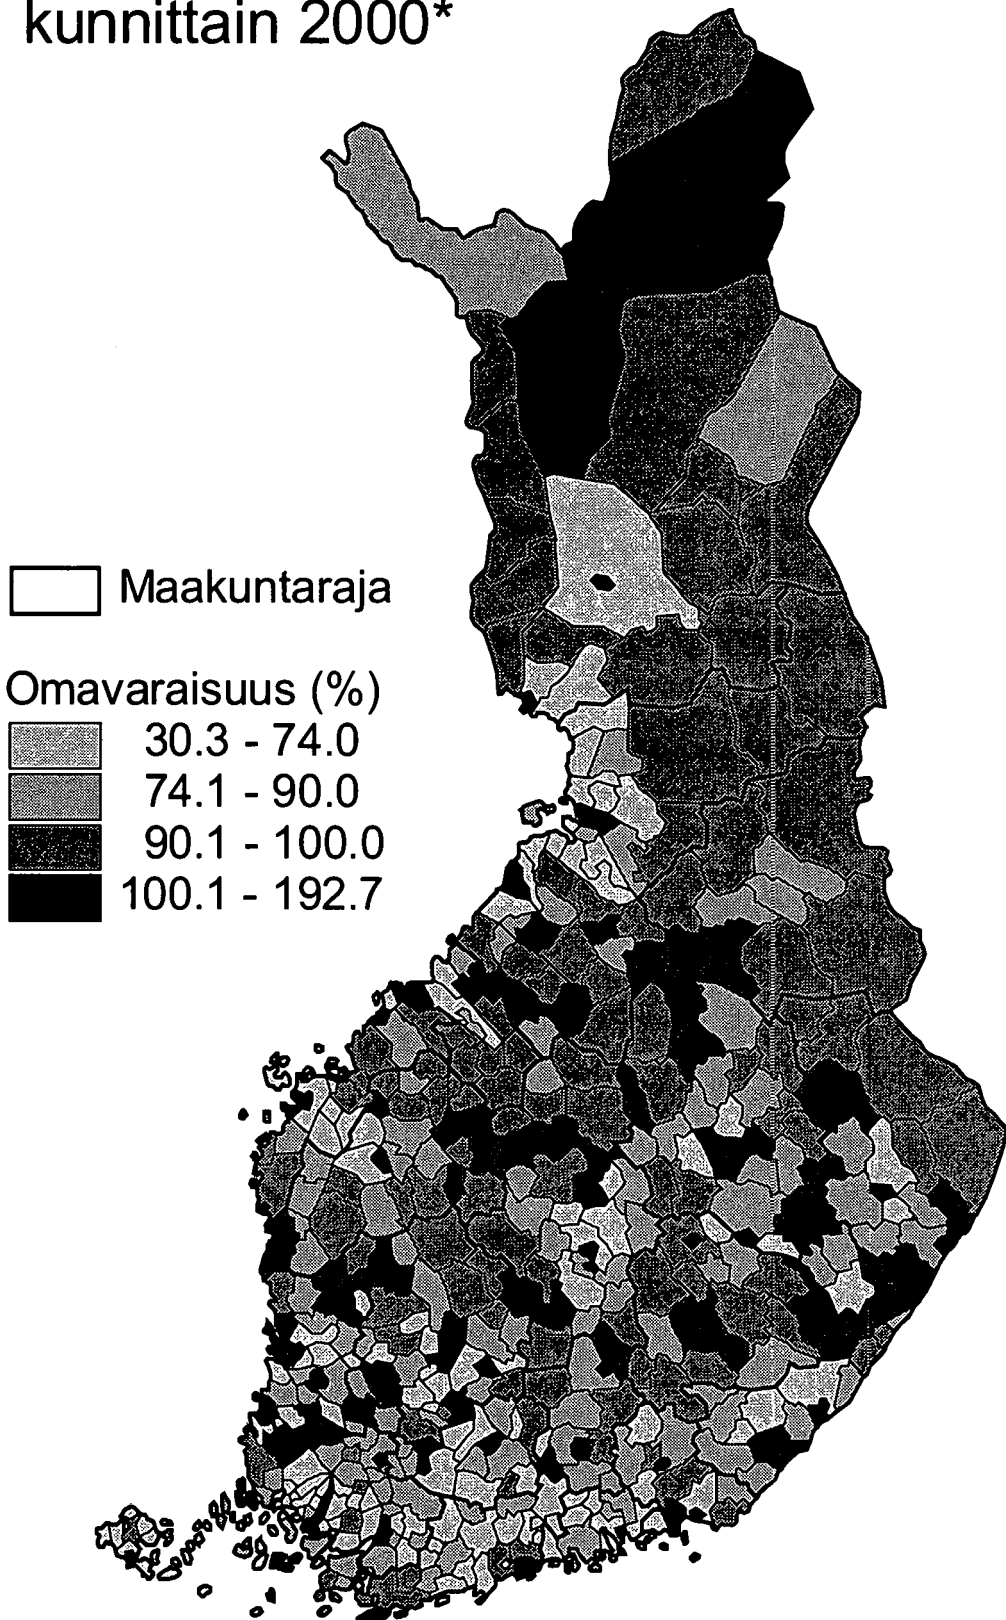 kunnittain 2000*
Maakuntaraja
Omavaraisuus (%)
30.3 - 74.0
74.1 - 90.0
90.1 - 100.0
100.1 - 192.7